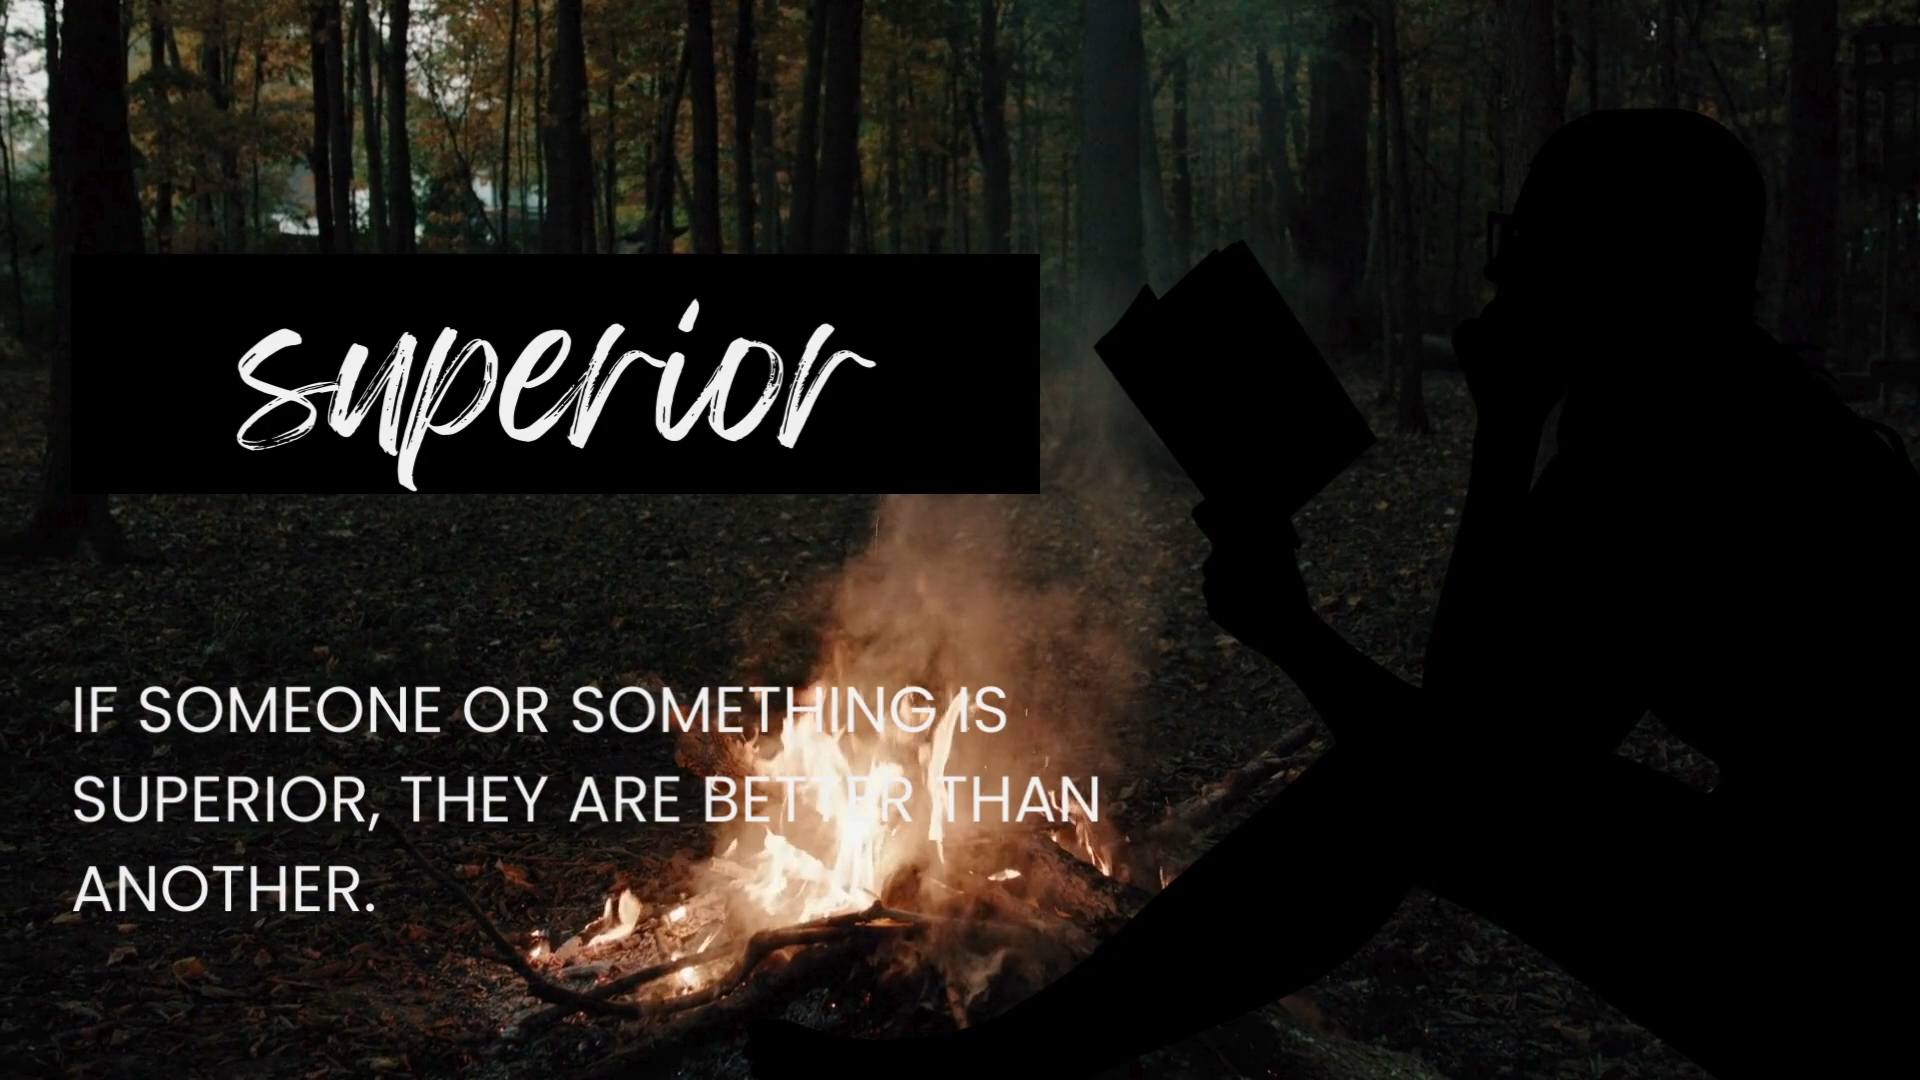 superior
IF SOMEONE OR SOMETHING IS
SUPERIOR, THEY ARE BETTER THAN
ANOTHER.